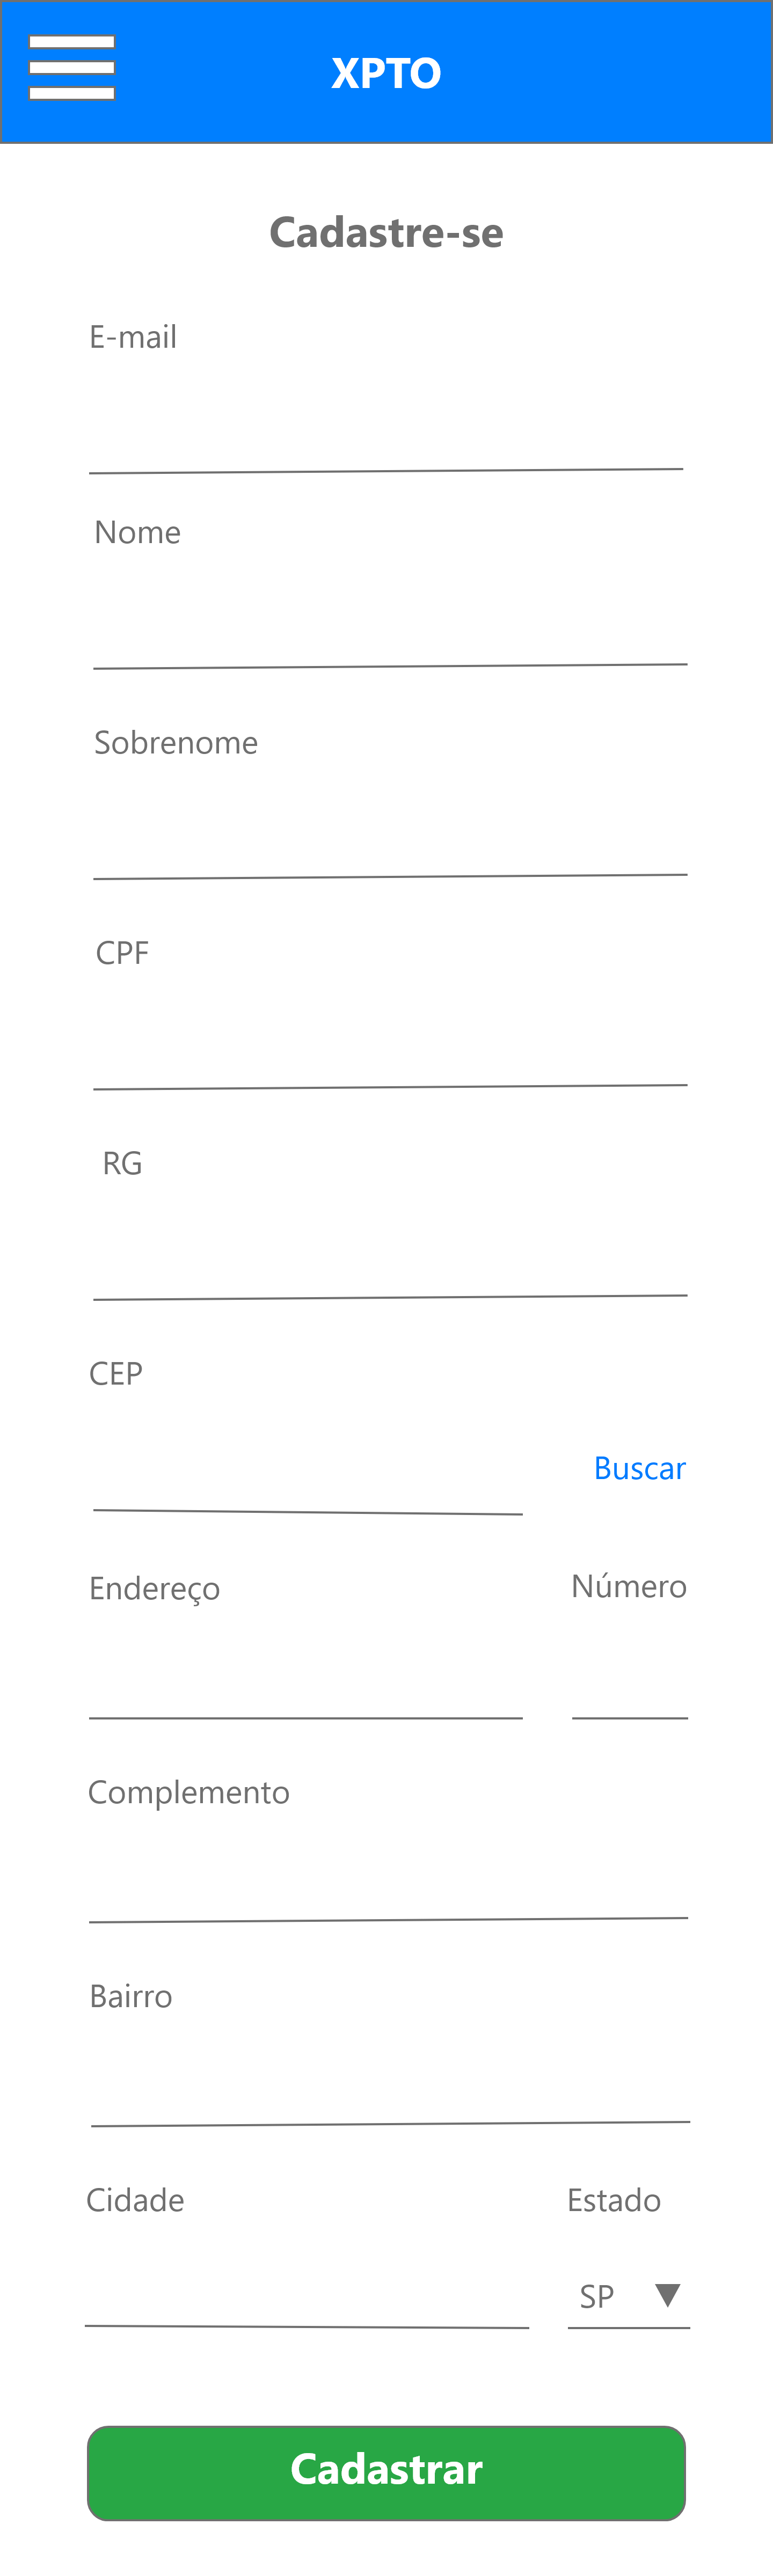 XPTO
Cadastre-se
E-mail
Nome
Sobrenome
CPF
RG
CEP
Buscar
Endereço Número
Complemento
Bairro
Cidade Estado
SP
Cadastrar